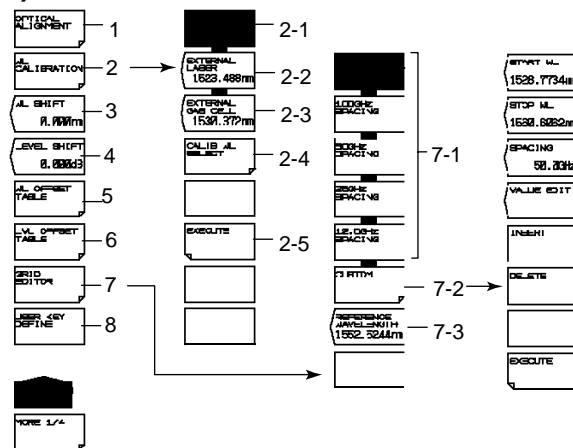 OPTICAL
ALIGNMENT
1
WL
CALIBRATION
2
WL SHIFT
0.000nm
3
LEVEL SHIFT
0.000dB
4
WL OFFSET
TABLE
5
LVL OFFSET
TABLE
6
GRID
EDITOR
7
USER KEY
DEFINE
8
MORE 1/4
2-1
EXTERNAL
LASER
1523.488nm
2-2
EXTERNAL
GAS CELL
1530.372nm
2-3
CALIB WL
SELECT
2-4
EXECUTE
2-5
100GHz
SPACING
50GHz
SPACING
25GHz
SPACING
12.5GHz
SPACING
7-1
CUSTOM
7-2
REFERENCE
WAVELENGTH
1552.5244nm
7-3
START WL
1528.7734nm
STOP WL
SPACING
50.0GHz
VALUE EDIT
INSERT
DELETE
EXECUTE